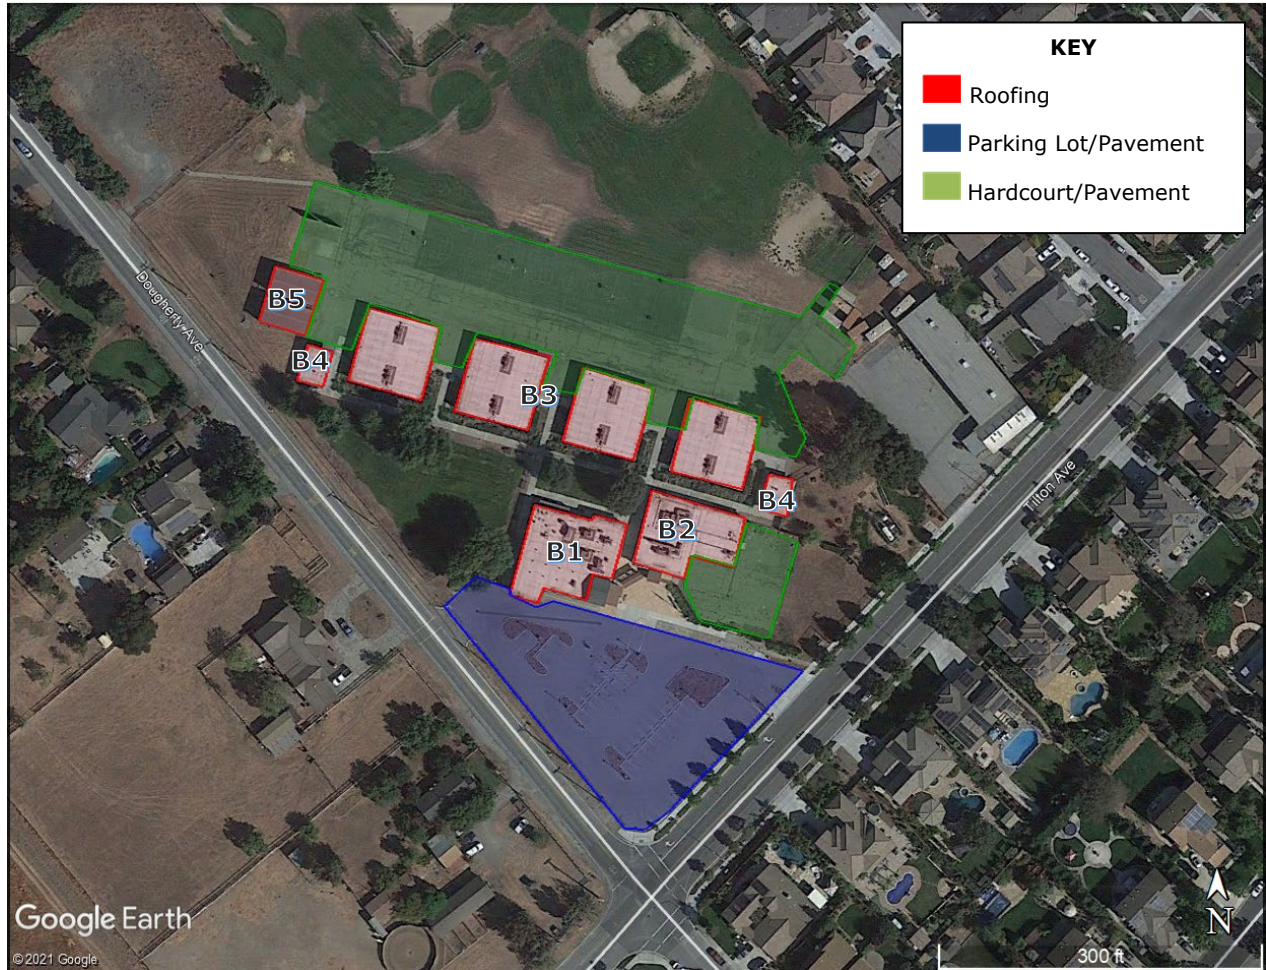 KEY
Roofing
Parking Lot/Pavement
Hardcourt/Pavement
B5
Dougherty Ave
B4
B3
B4
Tilton Ave
B2
B1
Google Earth
N
© 2021 Google
300 ft